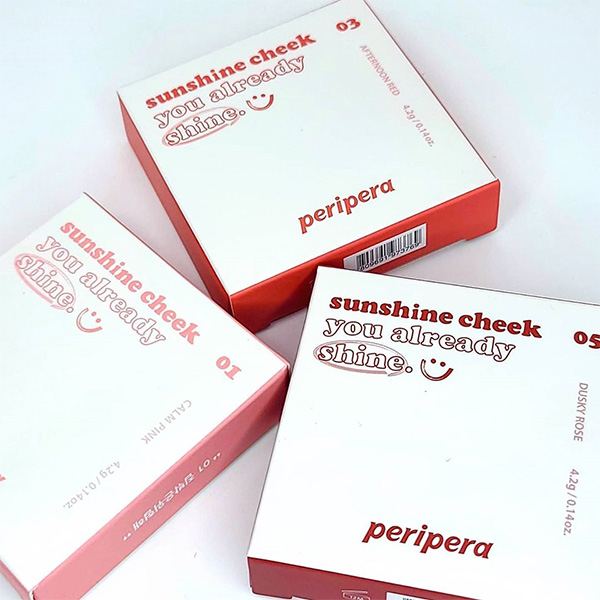 sunshine cheek
you already
shine.
03
AFTERNOON RED
4.2g / 0.14oz.
peripera
sunshine cheek
you already
shine.
01
CALM PINK
4.2g / 0.14oz.
sunshine cheek
you already
shine.
05
DUSKY ROSE
4.2g / 0.14oz.
peripera